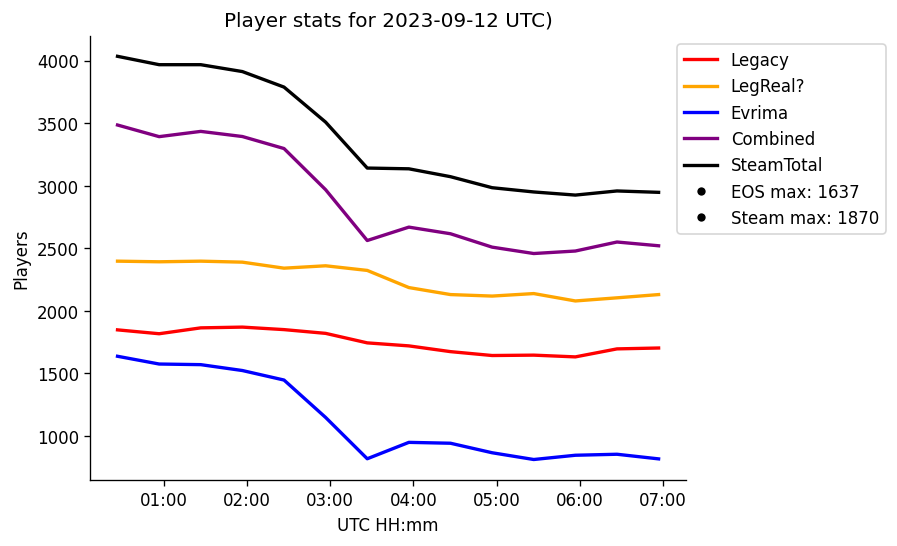 Player stats for 2023-09-12 UTC)
Legacy
LegReal?
Evrima
Combined
SteamTotal
EOS max: 1637
Steam max: 1870
Players
4000
3500
3000
2500
2000
1500
1000
01:00 02:00 03:00 04:00 05:00 06:00 07:00
UTC HH:mm